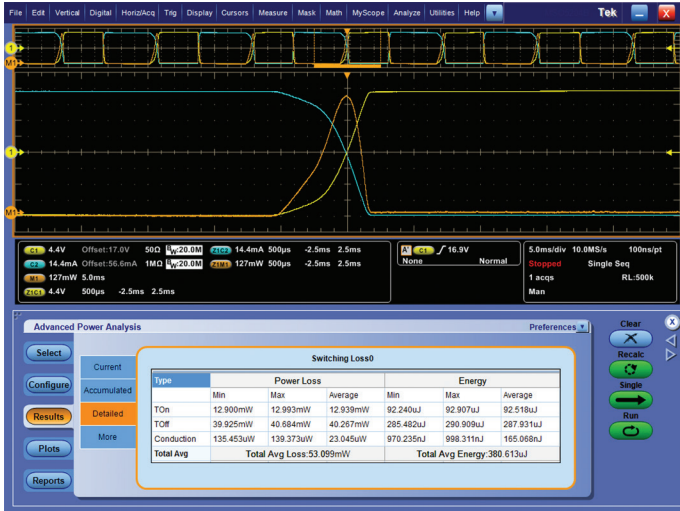 File Edit Vertical Digital Horiz/Acq Trig Display Cursors Measure Mask Math MyScope Analyze Utilities Help Tek X
1
M1
1
M1
C1 4.4V Offset:17.0V 50Ω BW:20.0M
C2 14.4mA Offset:56.6mA 1MΩ BW:20.0M
M1 127mW 5.0ms
Z1C1 4.4V 500µs -2.5ms 2.5ms
Z1C2 14.4mA 500µs -2.5ms 2.5ms
Z1M1 127mW 500µs -2.5ms 2.5ms
A' C1 16.9V
None Normal
5.0ms/div 10.0MS/s 100ns/pt
Stopped Single Seq
1 acqs RL:500k
Man
Advanced Power Analysis Preferences
Select
Configure
Results
Plots
Reports
Current
Accumulated
Detailed
More
Switching Loss0
Type Power Loss Energy
Min Max Average Min Max Average
TOn 12.900mW 12.993mW 12.939mW 92.240uJ 92.907uJ 92.518uJ
TOff 39.925mW 40.684mW 40.267mW 285.482uJ 290.909uJ 287.931uJ
Conduction 135.453uW 139.373uW 23.045uW 970.235nJ 998.311nJ 165.068nJ
Total Avg Total Avg Loss:53.099mW Total Avg Energy:380.613uJ
Clear
X
Recalc
Single
Run